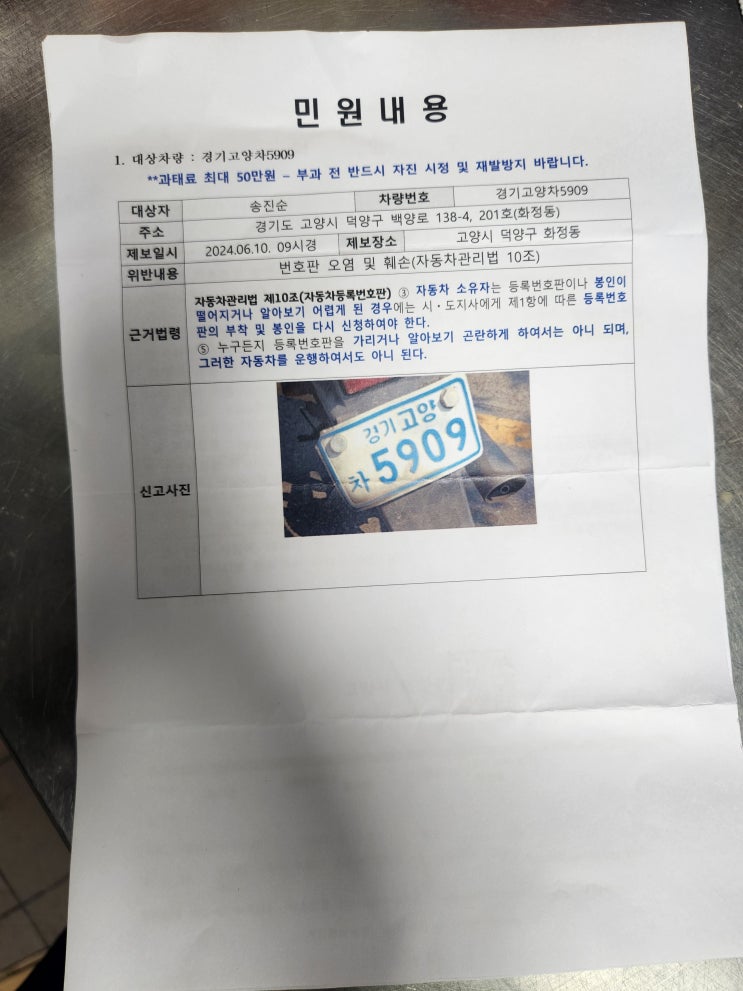 민원내용
1. 대상차량 : 경기고양차5909
**과태료 최대 50만원 – 부과 전 반드시 자진 시정 및 재발방지 바랍니다.
대상자 송진순 차량번호 경기고양차5909
주소 경기도 고양시 덕양구 백양로 138-4, 201호(화정동)
제보일시 2024.06.10. 09시경 제보장소 고양시 덕양구 화정동
위반내용 번호판 오염 및 훼손(자동차관리법 10조)
근거법령
자동차관리법 제10조(자동차등록번호판) ③ 자동차 소유자는 등록번호판이나 봉인이
떨어지거나 알아보기 어렵게 된 경우에는 시·도지사에게 제1항에 따른 등록번호
판의 부착 및 봉인을 다시 신청하여야 한다.
⑤ 누구든지 등록번호판을 가리거나 알아보기 곤란하게 하여서는 아니 되며,
그러한 자동차를 운행하여서도 아니 된다.
신고사진
경기고양
차5909